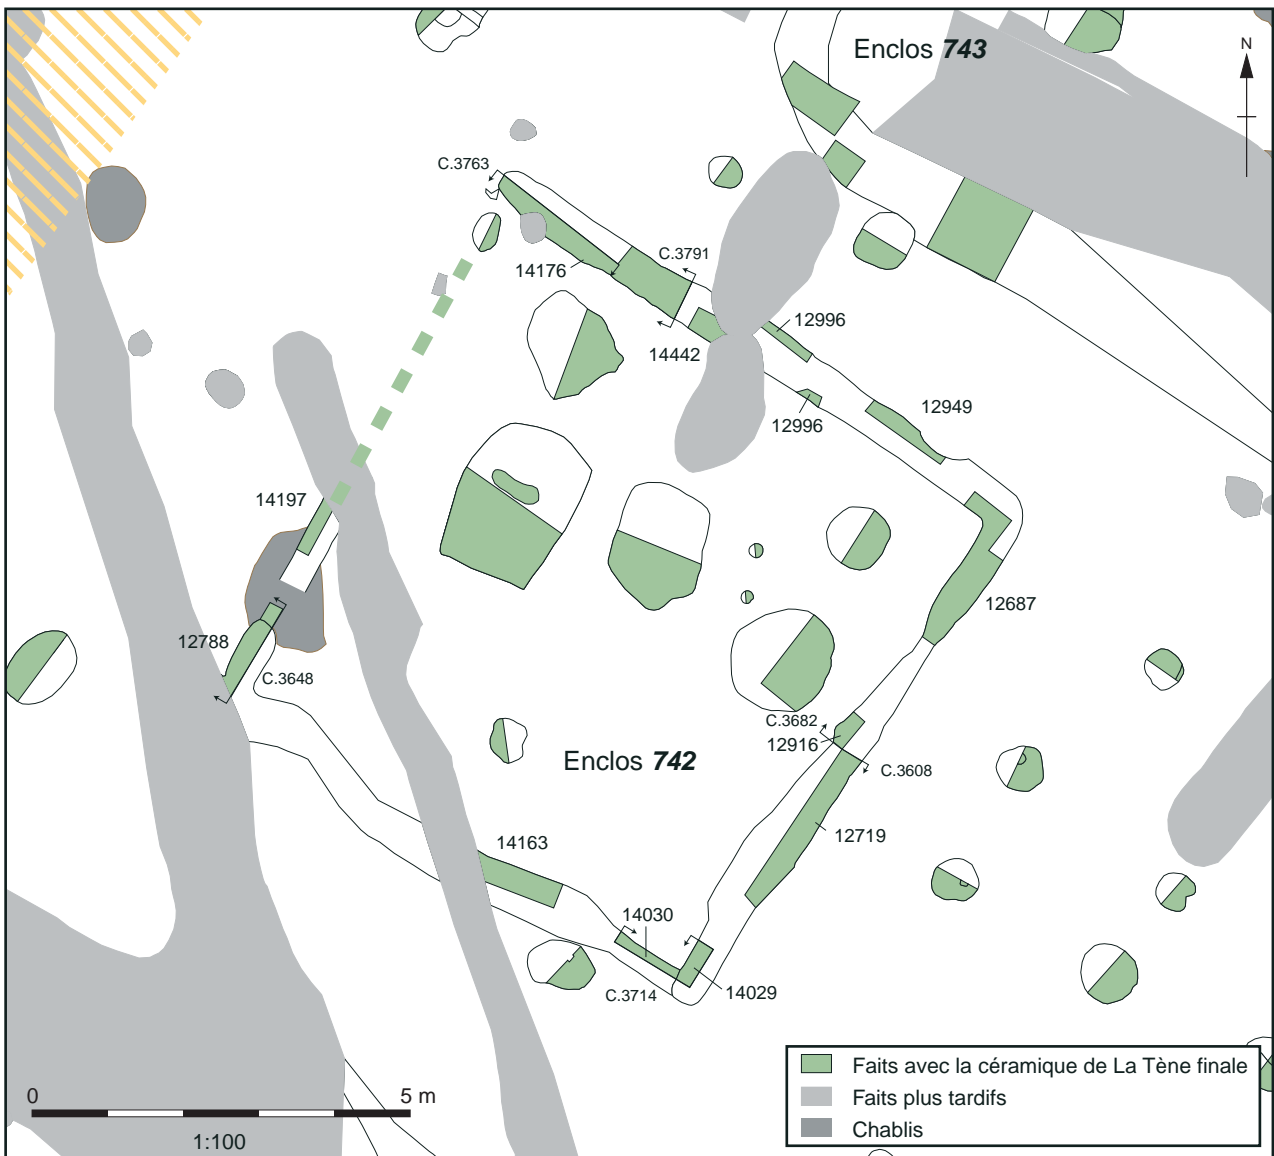 Enclos 743
N
C.3763
C.3791
14176
12996
14442
12949
12996
14197
12687
12788
C.3648
C.3682
12916
Enclos 742
C.3608
12719
14163
14030
C.3714
14029
0 5 m
1:100
Faits avec la céramique de La Tène finale
Faits plus tardifs
Chablis